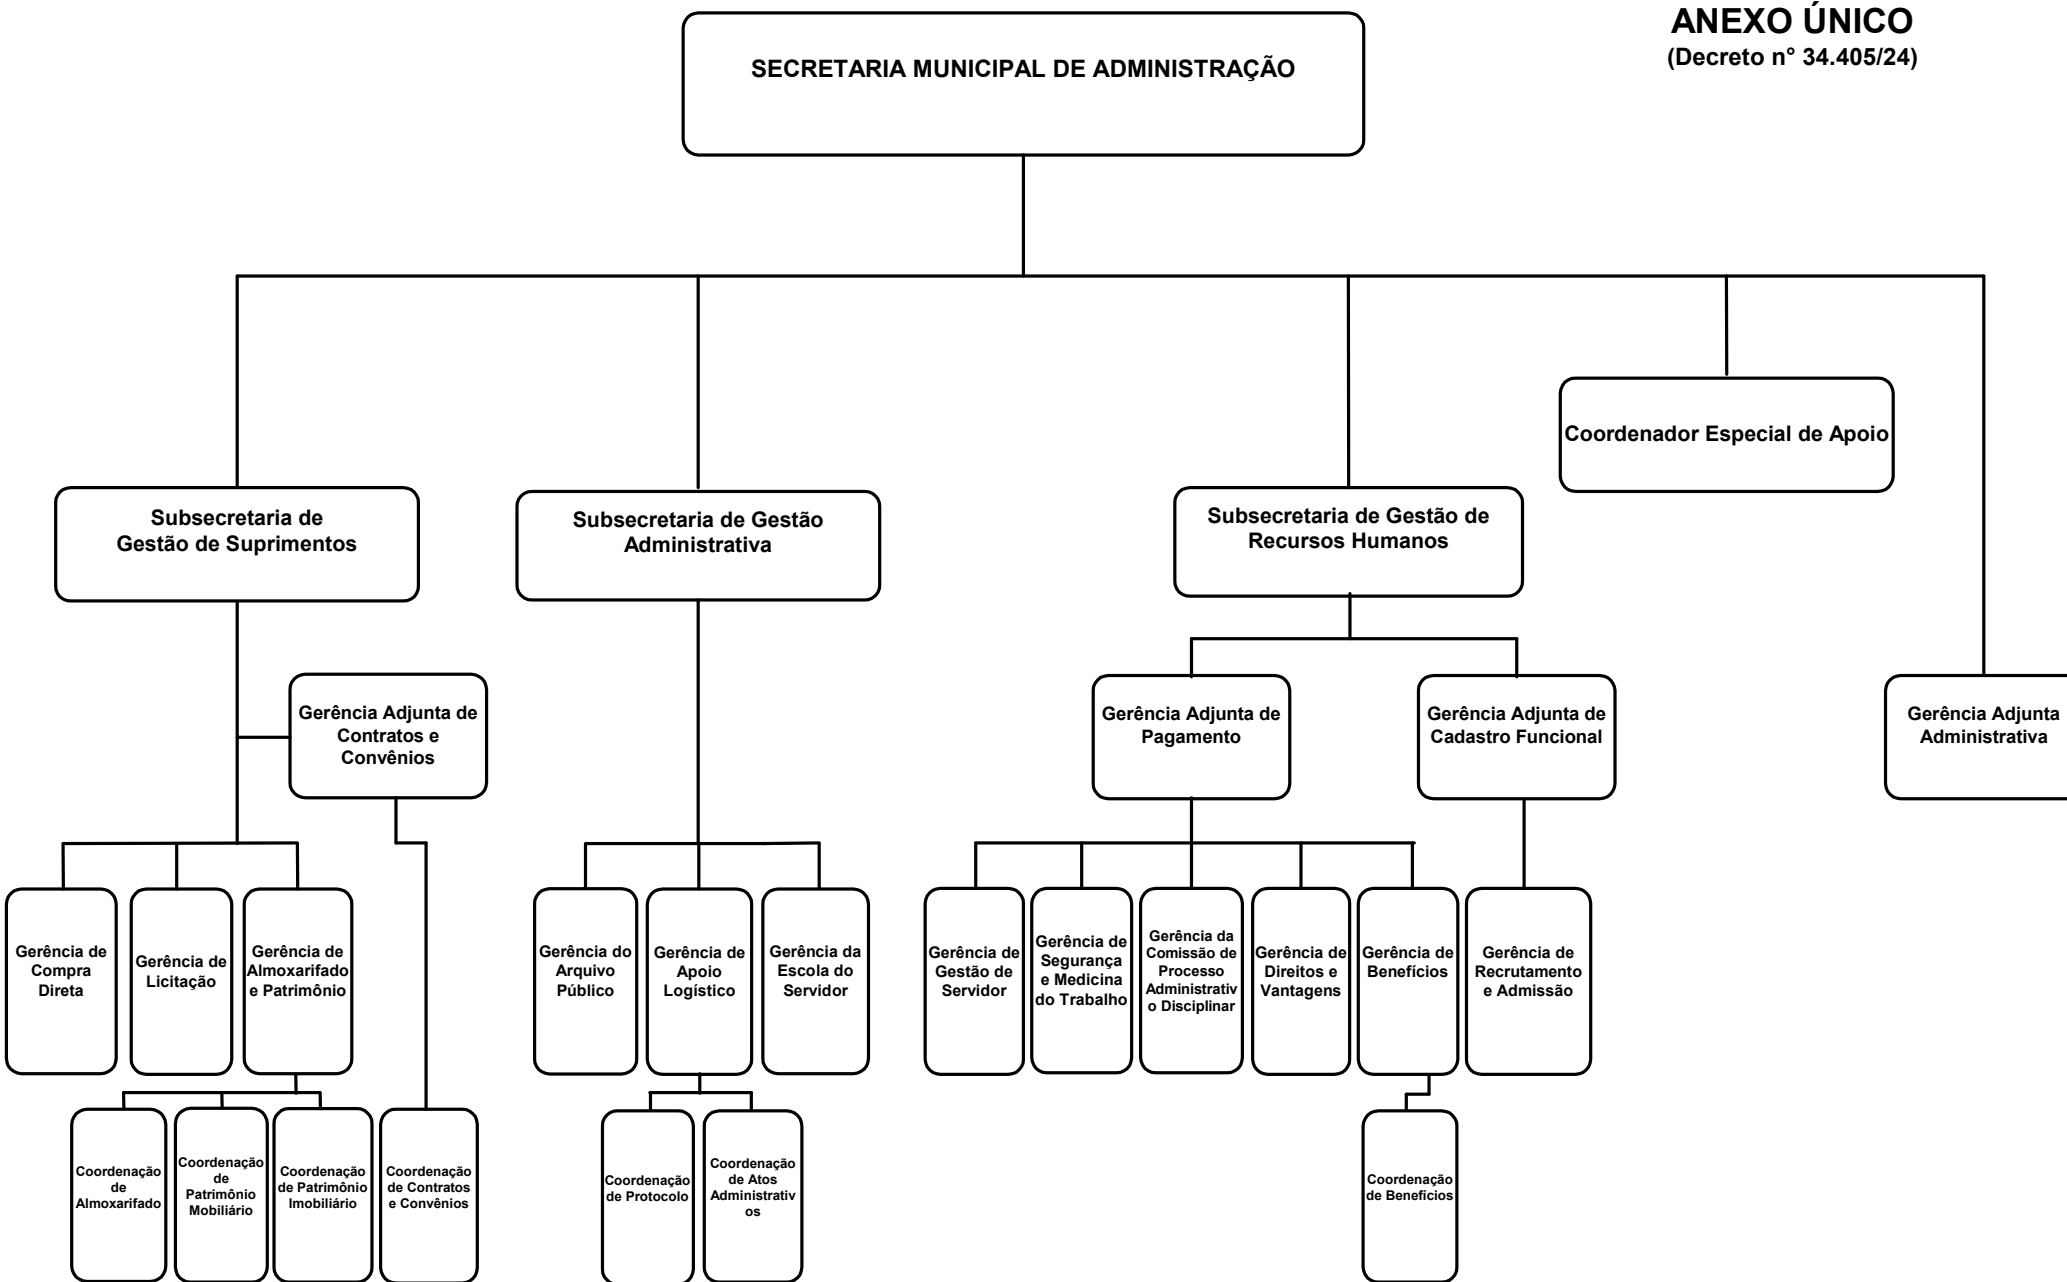 ANEXO ÚNICO
(Decreto n° 34.405/24)
SECRETARIA MUNICIPAL DE ADMINISTRAÇÃO
Coordenador Especial de Apoio
Subsecretaria de
Gestão de Suprimentos
Subsecretaria de Gestão
Administrativa
Subsecretaria de Gestão de
Recursos Humanos
Gerência Adjunta de
Contratos e
Convênios
Gerência Adjunta de
Pagamento
Gerência Adjunta de
Cadastro Funcional
Gerência Adjunta
Administrativa
Gerência de
Compra
Direta
Gerência de
Licitação
Gerência de
Almoxarifado
e Patrimônio
Gerência do
Arquivo
Público
Gerência de
Apoio
Logístico
Gerência da
Escola do
Servidor
Gerência de
Gestão de
Servidor
Gerência de
Segurança
e Medicina
do Trabalho
Gerência da
Comissão de
Processo
Administrativ
o Disciplinar
Gerência de
Direitos e
Vantagens
Gerência de
Benefícios
Gerência de
Recrutamento
e Admissão
Coordenação
de
Almoxarifado
Coordenação
de
Patrimônio
Mobiliário
Coordenação
de Patrimônio
Imobiliário
Coordenação
de Contratos
e Convênios
Coordenação
de Protocolo
Coordenação
de Atos
Administrativ
os
Coordenação
de Benefícios